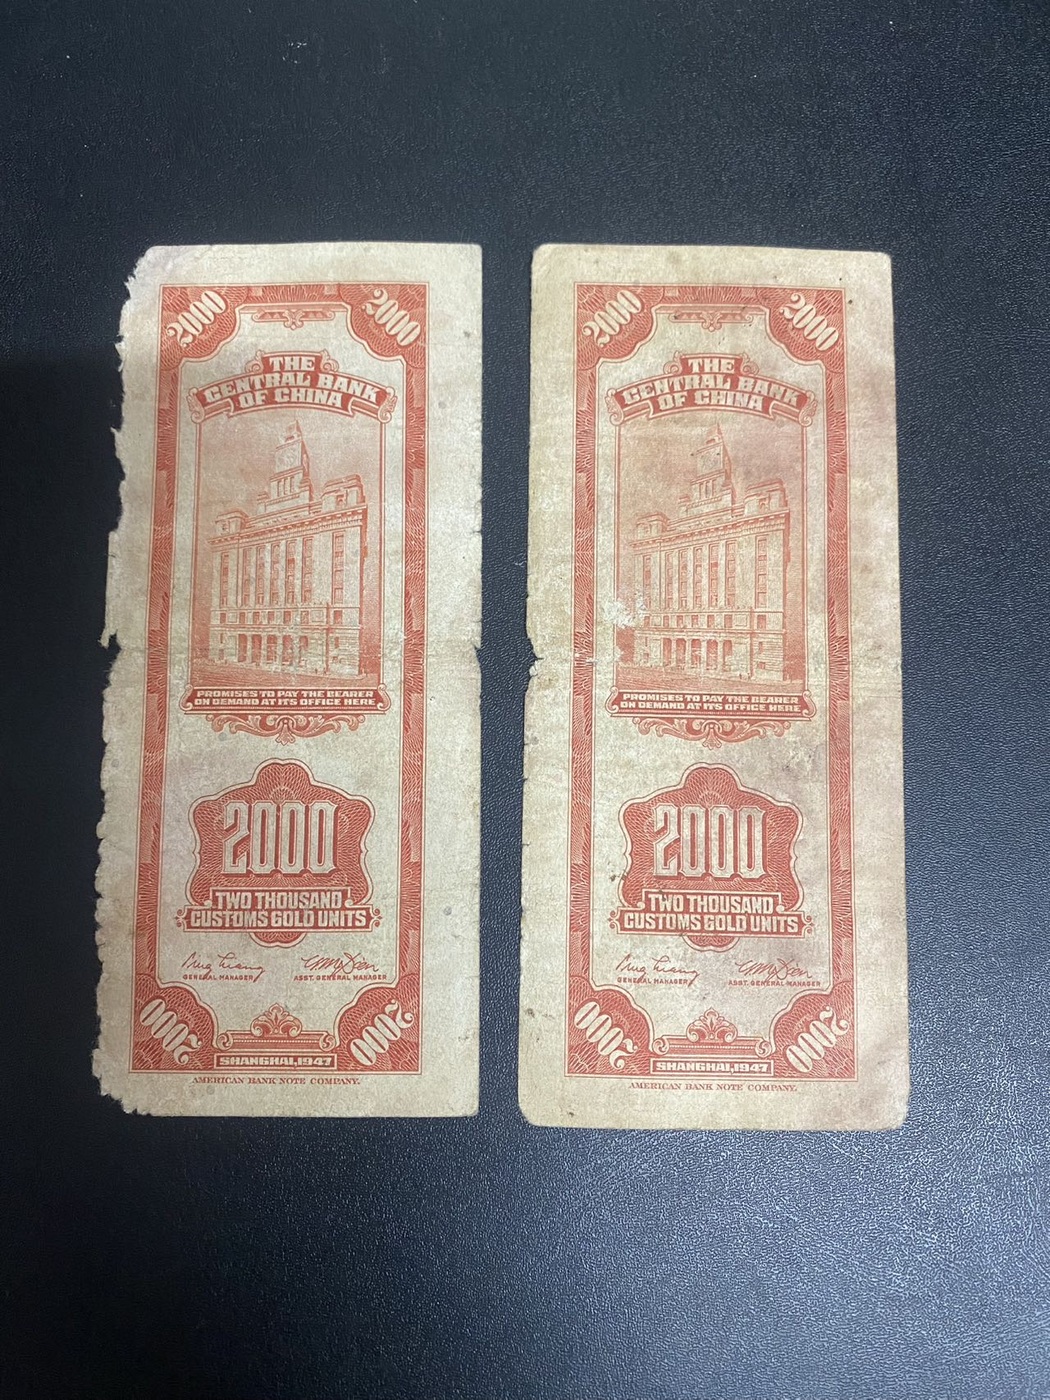 2000
2000
THE
CENTRAL BANK
OF CHINA
PROMISES TO PAY THE BEARER
ON DEMAND AT ITS OFFICE HERE
2000
TWO THOUSAND
CUSTOMS GOLD UNITS
GENERAL MANAGER
ASST. GENERAL MANAGER
2000
2000
SHANGHAI, 1947
AMERICAN BANK NOTE COMPANY.
2000
2000
THE
CENTRAL BANK
OF CHINA
PROMISES TO PAY THE BEARER
ON DEMAND AT ITS OFFICE HERE
2000
TWO THOUSAND
CUSTOMS GOLD UNITS
GENERAL MANAGER
ASST. GENERAL MANAGER
2000
2000
SHANGHAI, 1947
AMERICAN BANK NOTE COMPANY.